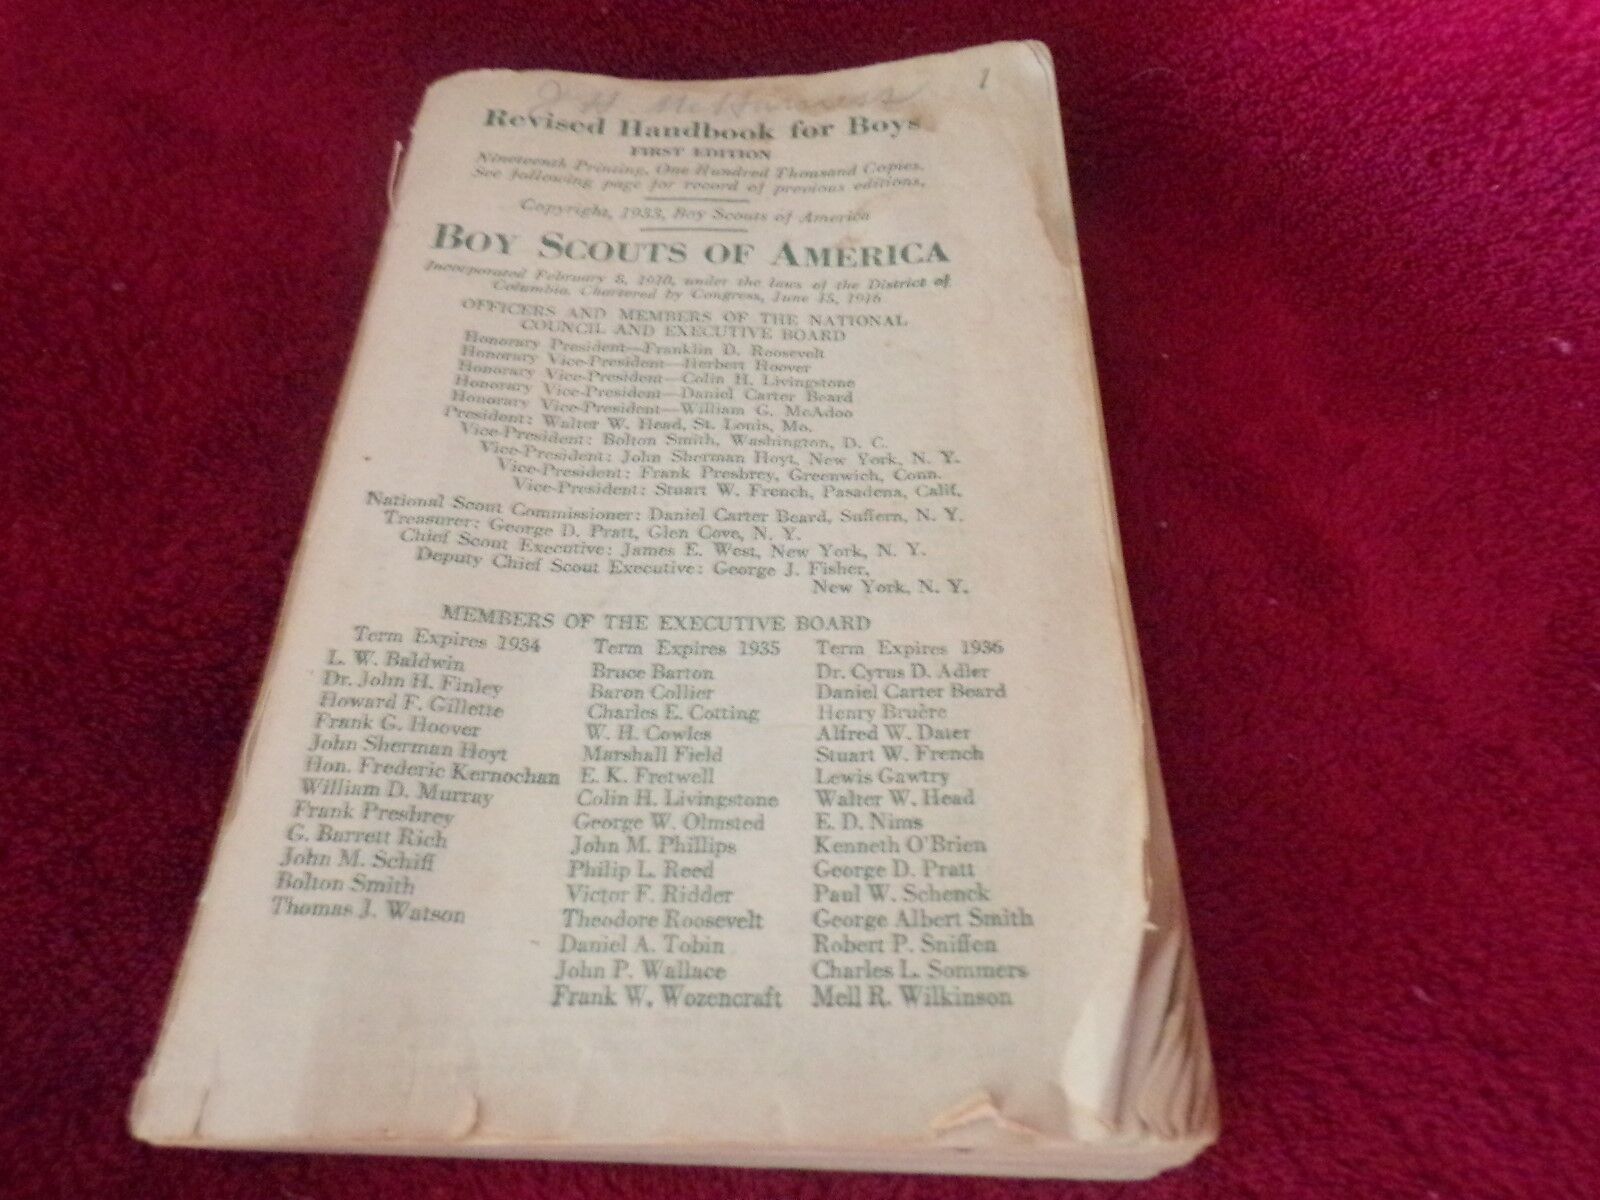 1
J. H.
Revised Handbook for Boys
FIRST EDITION
Nineteenth Printing, One Hundred Thousand Copies.
See following page for record of previous editions.
Copyright, 1933, Boy Scouts of America
BOY SCOUTS OF AMERICA
Incorporated February 8, 1910, under the laws of the District of
Columbia. Chartered by Congress, June 15, 1916
OFFICERS AND MEMBERS OF THE NATIONAL
COUNCIL AND EXECUTIVE BOARD
Honorary President—Franklin D. Roosevelt
Honorary Vice-President—Herbert Hoover
Honorary Vice-President—Colin H. Livingstone
Honorary Vice-President—Daniel Carter Beard
Honorary Vice-President—William G. McAdoo
President: Walter W. Head, St. Louis, Mo.
Vice-President: Bolton Smith, Washington, D. C.
Vice-President: John Sherman Hoyt, New York, N. Y.
Vice-President: Frank Presbrey, Greenwich, Conn.
Vice-President: Stuart W. French, Pasadena, Calif.
National Scout Commissioner: Daniel Carter Beard, Suffern, N. Y.
Treasurer: George D. Pratt, Glen Cove, N. Y.
Chief Scout Executive: James E. West, New York, N. Y.
Deputy Chief Scout Executive: George J. Fisher,
New York, N. Y.
MEMBERS OF THE EXECUTIVE BOARD
Term Expires 1934
L. W. Baldwin
Dr. John H. Finley
Howard F. Gillette
Frank G. Hoover
John Sherman Hoyt
Hon. Frederic Kernochan
William D. Murray
Frank Presbrey
G. Barrett Rich
John M. Schiff
Bolton Smith
Thomas J. Watson
Term Expires 1935
Bruce Barton
Baron Collier
Charles E. Cotting
W. H. Cowles
Marshall Field
E. K. Fretwell
Colin H. Livingstone
George W. Olmsted
John M. Phillips
Philip L. Reed
Victor F. Ridder
Theodore Roosevelt
Daniel A. Tobin
John P. Wallace
Frank W. Wozencraft
Term Expires 1936
Dr. Cyrus D. Adler
Daniel Carter Beard
Henry Bruère
Alfred W. Dater
Stuart W. French
Lewis Gawtry
Walter W. Head
E. D. Nims
Kenneth O'Brien
George D. Pratt
Paul W. Schenck
George Albert Smith
Robert P. Sniffen
Charles L. Sommers
Mell R. Wilkinson